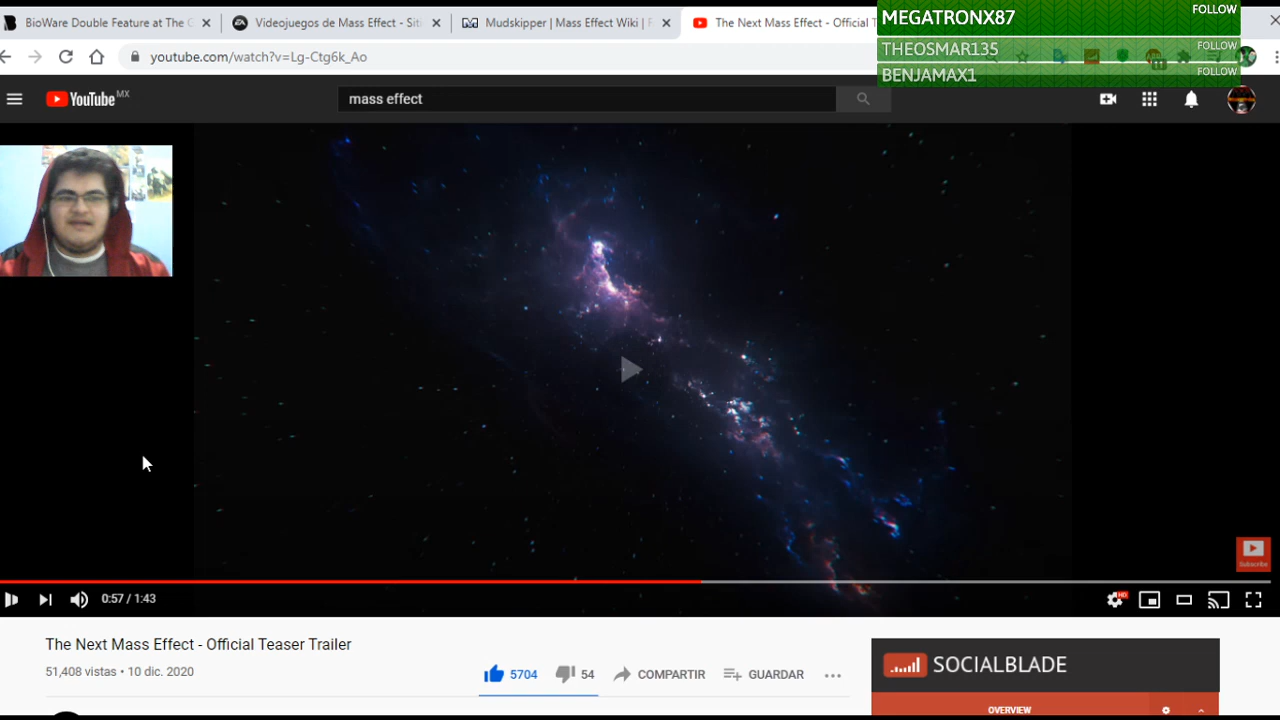 BioWare Double Feature at The G
Videojuegos de Mass Effect - Siti
Mudskipper | Mass Effect Wiki | F
The Next Mass Effect - Official T
MEGATRONX87 FOLLOW
THEOSMAR135 FOLLOW
BENJAMAX1 FOLLOW
youtube.com/watch?v=Lg-Ctg6k_Ao
11
YouTube MX
mass effect
Subscribe
0:57 / 1:43
HD
The Next Mass Effect - Official Teaser Trailer
51,408 vistas • 10 dic. 2020
5704
54
COMPARTIR
GUARDAR
SOCIALBLADE
OVERVIEW